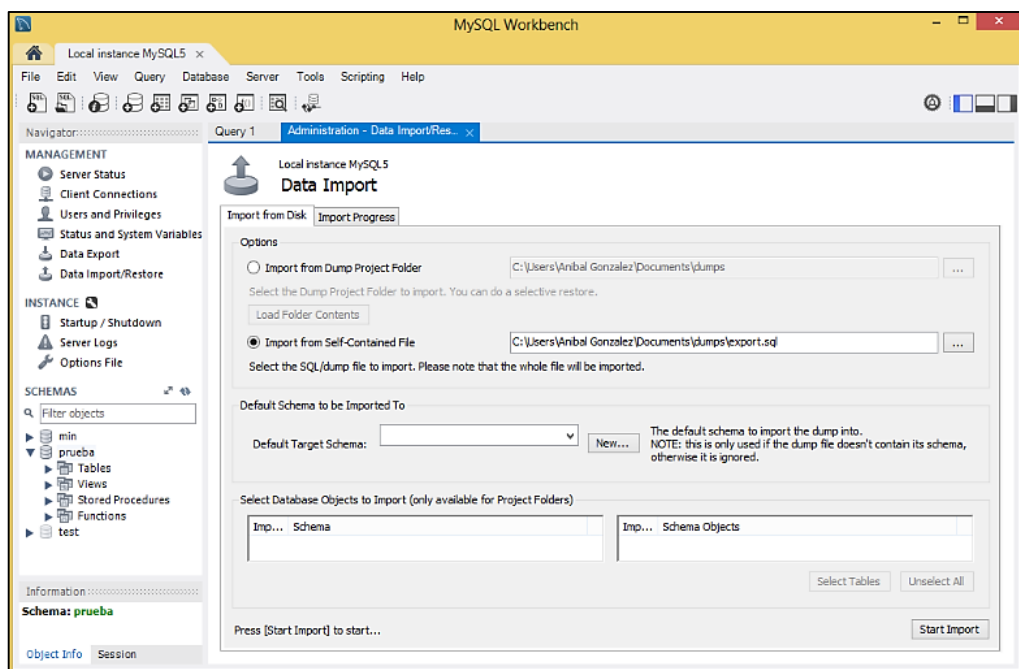 MySQL Workbench
Local instance MySQL5 ×
File Edit View Query Database Server Tools Scripting Help
Navigator
MANAGEMENT
Server Status
Client Connections
Users and Privileges
Status and System Variables
Data Export
Data Import/Restore
INSTANCE
Startup / Shutdown
Server Logs
Options File
SCHEMAS
Filter objects
min
prueba
Tables
Views
Stored Procedures
Functions
test
Information
Schema: prueba
Object Info Session
Query 1 Administration - Data Import/Res... ×
Local instance MySQL5
Data Import
Import from Disk Import Progress
Options
Import from Dump Project Folder C:\Users\Anibal Gonzalez\Documents\dumps ...
Select the Dump Project Folder to import. You can do a selective restore.
Load Folder Contents
Import from Self-Contained File C:\Users\Anibal Gonzalez\Documents\dumps\export.sql ...
Select the SQL/dump file to import. Please note that the whole file will be imported.
Default Schema to be Imported To
Default Target Schema: New...
The default schema to import the dump into.
NOTE: this is only used if the dump file doesn't contain its schema,
otherwise it is ignored.
Select Database Objects to Import (only available for Project Folders)
Imp... Schema
Imp... Schema Objects
Select Tables Unselect All
Press [Start Import] to start... Start Import